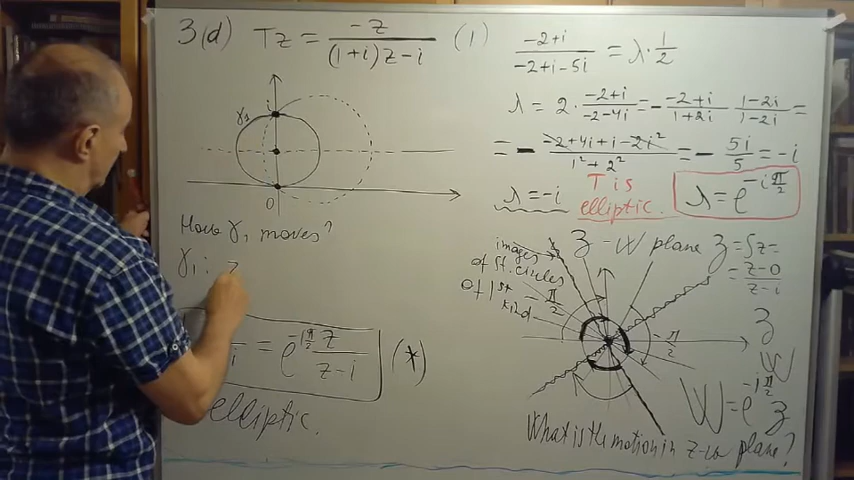 3(d) Tz = -z / ((1+i)z-i) (1)
i
γ₁
0
How γ₁ moves?
γ₁: z
i = e^{-iπ/2} z/(z-i) (*)
elliptic.
(-2+i)/(-2+i-5i) = λ·1/2
λ = 2·(-2+i)/(-2-4i) = -(-2+i)/(1+2i) (1-2i)/(1-2i) =
= - (-2+4i+i-2i²)/(1²+2²) = - 5i/5 = -i
λ = -i T is elliptic. λ = e^{-iπ/2}
images of St. circles of 1st kind
𝔷-W plane 𝔷 = Sz =
= (z-0)/(z-i)
-π/2
-π/2
𝔷
W
W = e^{-iπ/2} 𝔷
What is the motion in z-w plane?